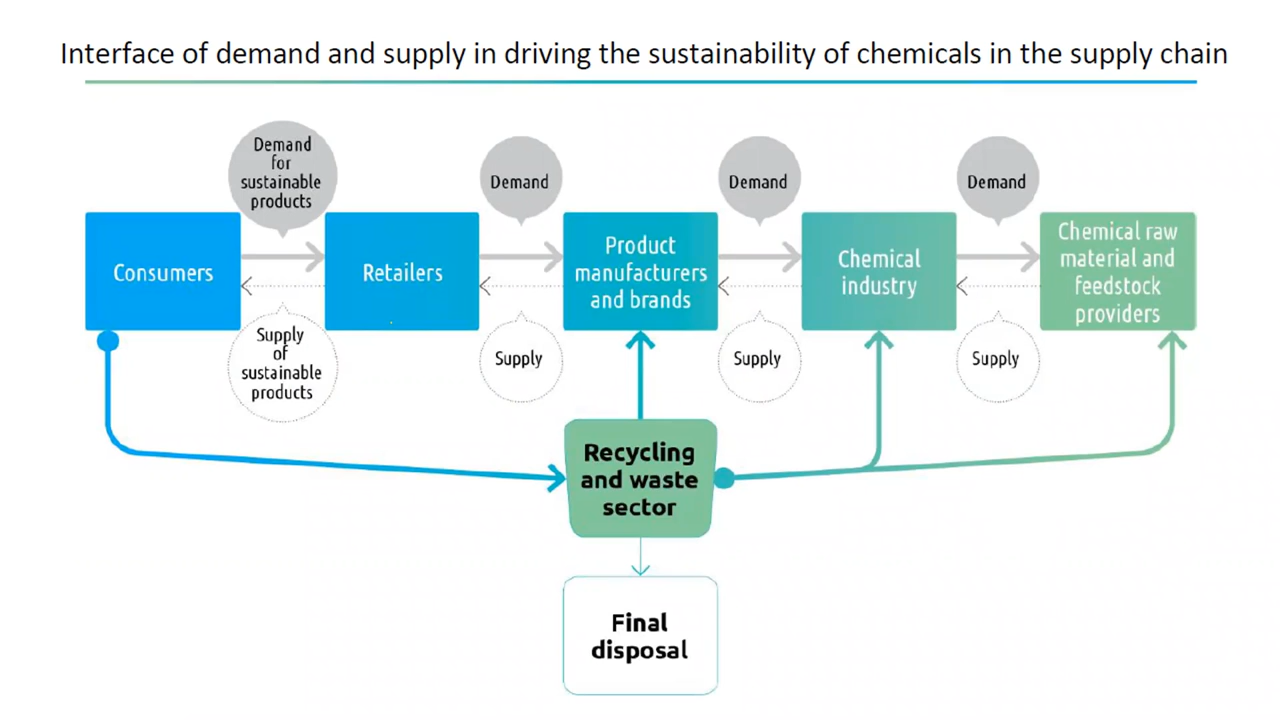 Interface of demand and supply in driving the sustainability of chemicals in the supply chain
Demand
for
sustainable
products
Demand
Demand
Demand
Consumers
Retailers
Product
manufacturers
and brands
Chemical
industry
Chemical raw
material and
feedstock
providers
Supply
of
sustainable
products
Supply
Supply
Supply
Recycling
and waste
sector
Final
disposal